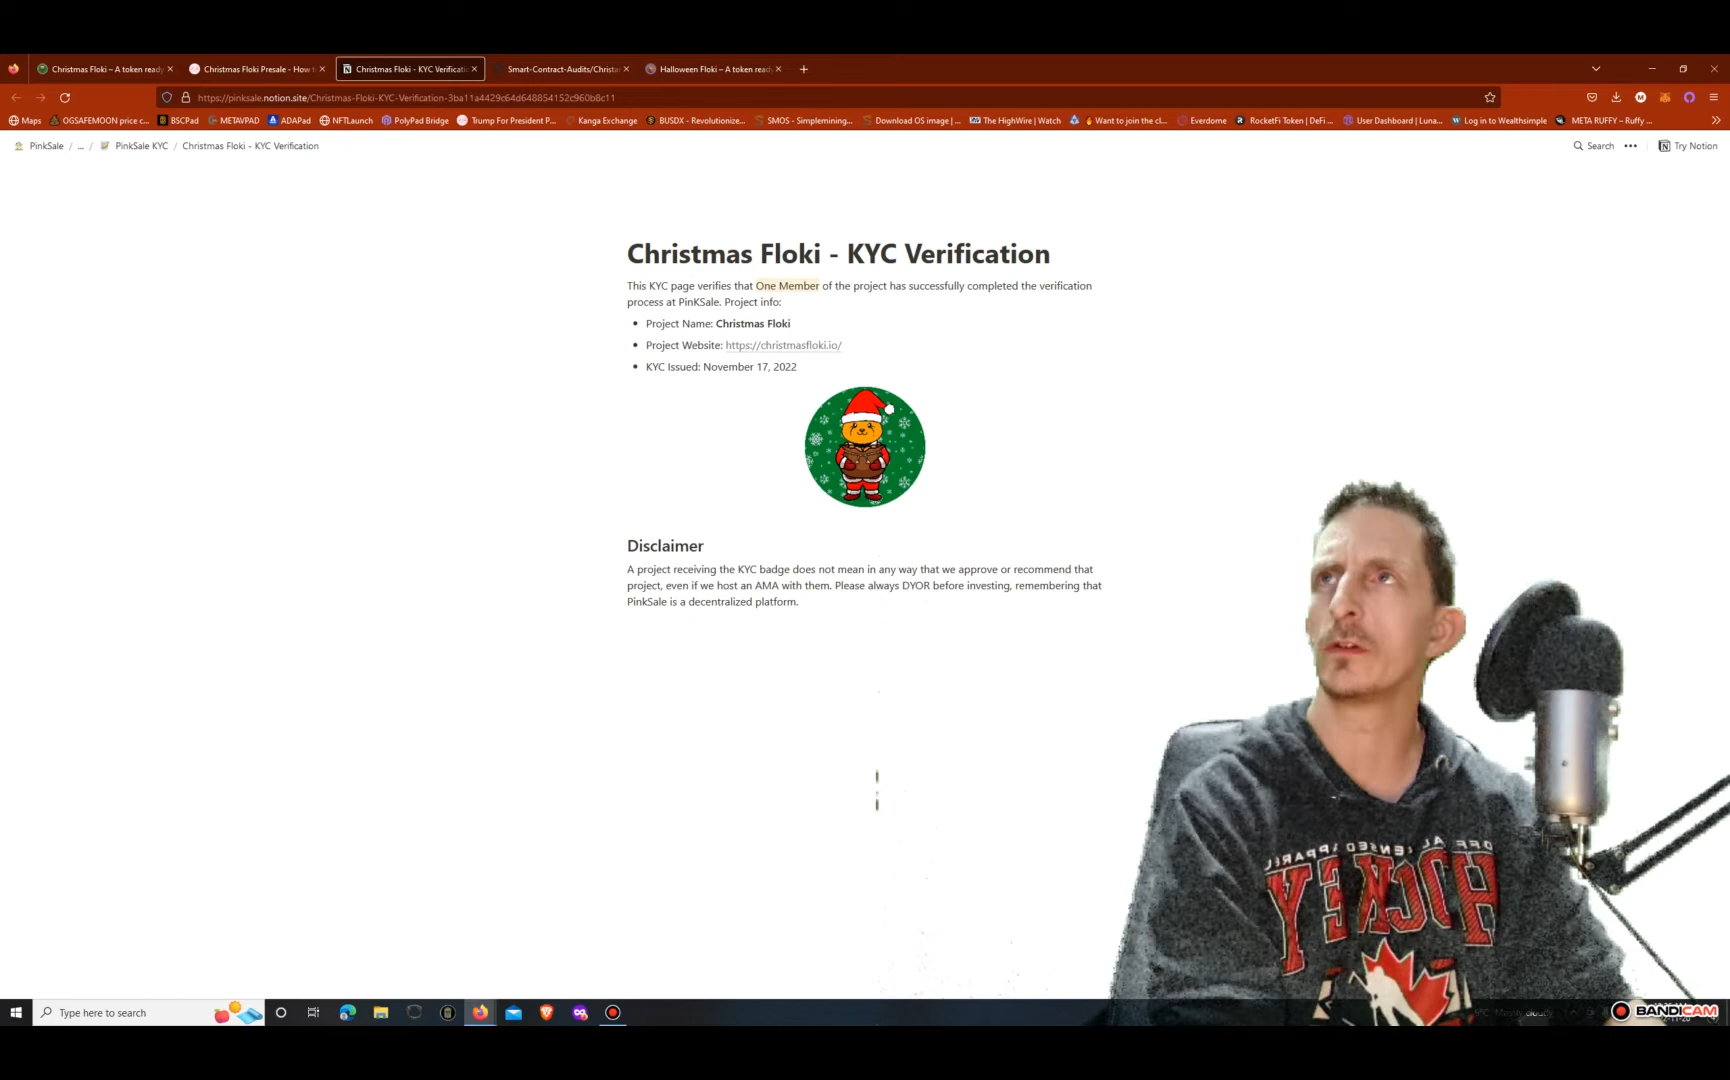 Christmas Floki – A token ready
Christmas Floki Presale - How t
Christmas Floki - KYC Verificati
Smart-Contract-Audits/Christm
Halloween Floki – A token ready
https://pinksale.notion.site/Christmas-Floki-KYC-Verification-3ba11a4429c64d648854152c960b8c11
Maps
OGSAFEMOON price c...
BSCPad
METAVPAD
ADAPad
NFTLaunch
PolyPad Bridge
Trump For President P...
Kanga Exchange
BUSDX - Revolutionize...
SMOS - Simplemining...
Download OS image | ...
The HighWire | Watch
Want to join the cl...
Everdome
RocketFi Token | DeFi ...
User Dashboard | Luna...
Log in to Wealthsimple
META RUFFY – Ruffy ...
PinkSale / ... / PinkSale KYC / Christmas Floki - KYC Verification
Search
Try Notion
Christmas Floki - KYC Verification
This KYC page verifies that One Member of the project has successfully completed the verification
process at PinKSale. Project info:
• Project Name: Christmas Floki
• Project Website: https://christmasfloki.io/
• KYC Issued: November 17, 2022
Disclaimer
A project receiving the KYC badge does not mean in any way that we approve or recommend that
project, even if we host an AMA with them. Please always DYOR before investing, remembering that
PinkSale is a decentralized platform.
APPAREL
HOCKEY
Type here to search
BANDICAM